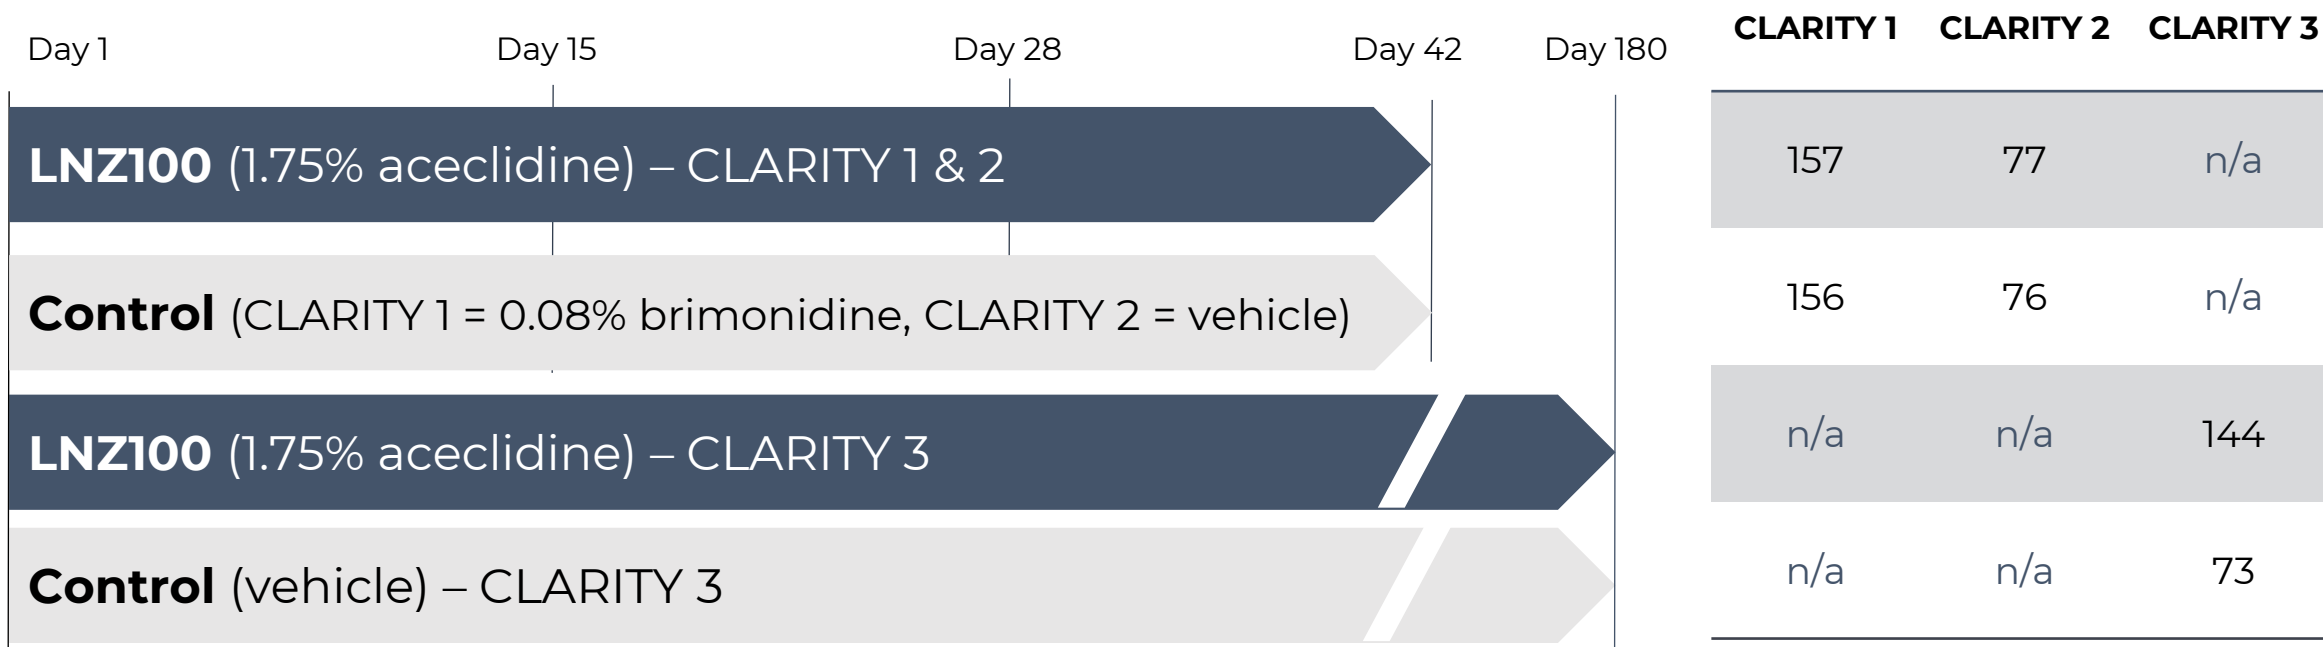 Day 1 Day 15 Day 28 Day 42 Day 180 CLARITY 1 CLARITY 2 CLARITY 3
LNZ100 (1.75% aceclidine) – CLARITY 1 & 2 157 77 n/a
Control (CLARITY 1 = 0.08% brimonidine, CLARITY 2 = vehicle) 156 76 n/a
LNZ100 (1.75% aceclidine) – CLARITY 3 n/a n/a 144
Control (vehicle) – CLARITY 3 n/a n/a 73